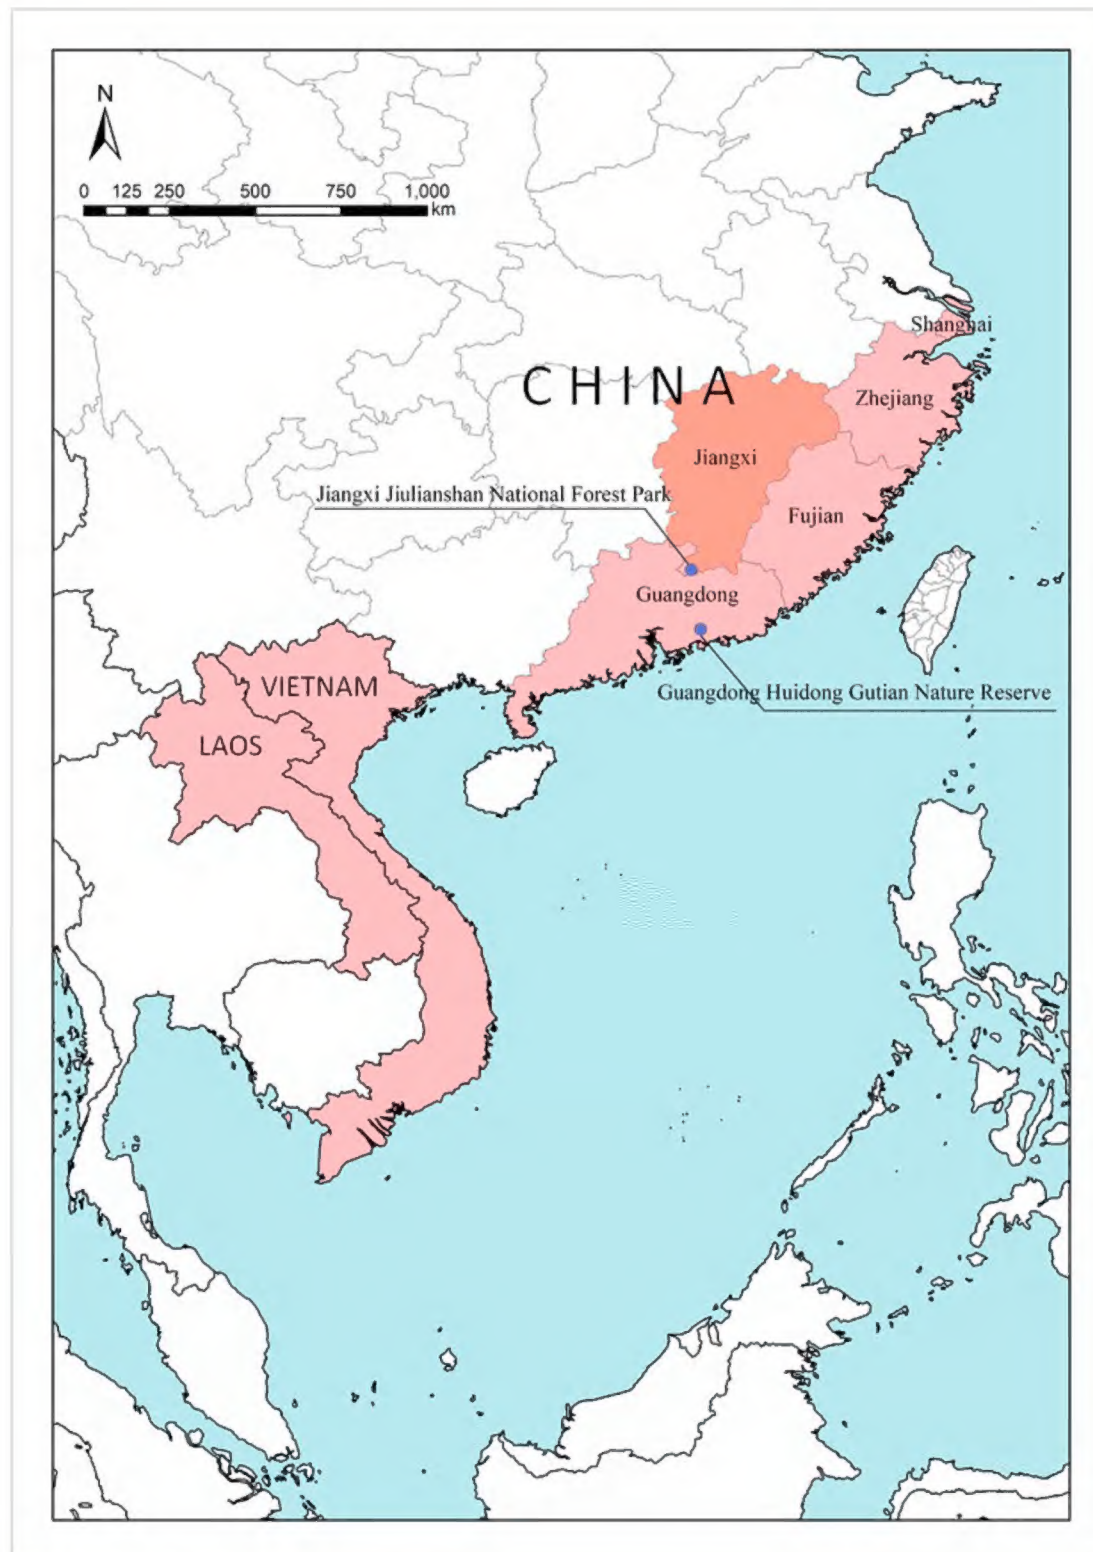 N
0 125 250 500 750 1,000
km
Shanghai
CHINA
Zhejiang
Jiangxi
Jiangxi Jiulianshan National Forest Park
Fujian
Guangdong
VIETNAM
Guangdong Huidong Gutian Nature Reserve
LAOS